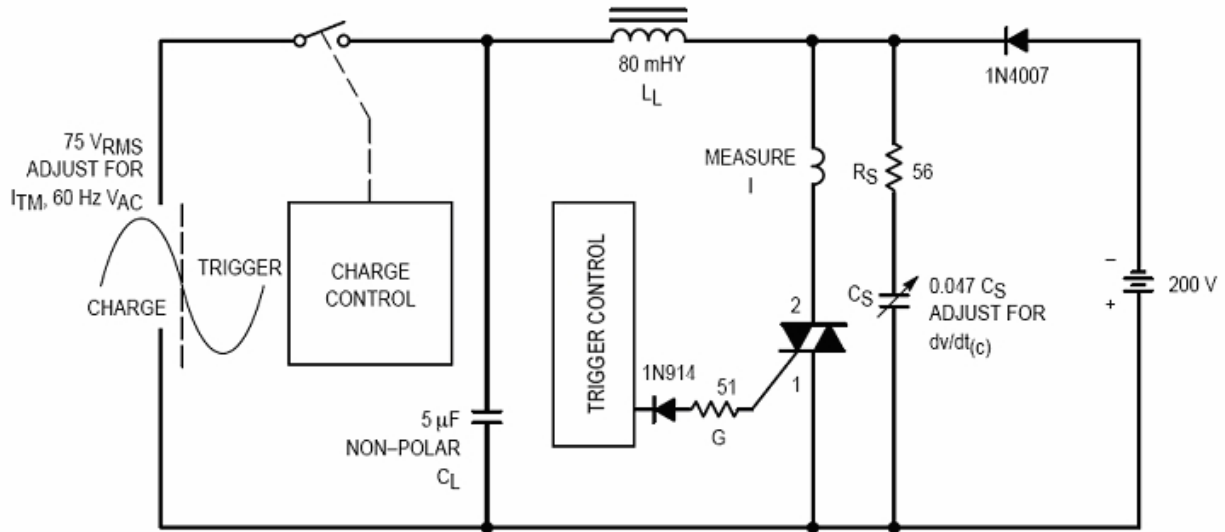 80 mHY
LL
1N4007
75 VRMS
ADJUST FOR
ITM, 60 Hz VAC
MEASURE
I
RS
56
TRIGGER
CHARGE
CHARGE
CONTROL
TRIGGER CONTROL
–
200 V
+
CS
0.047 CS
ADJUST FOR
dv/dt(c)
2
1
1N914
51
G
5 μF
NON–POLAR
CL